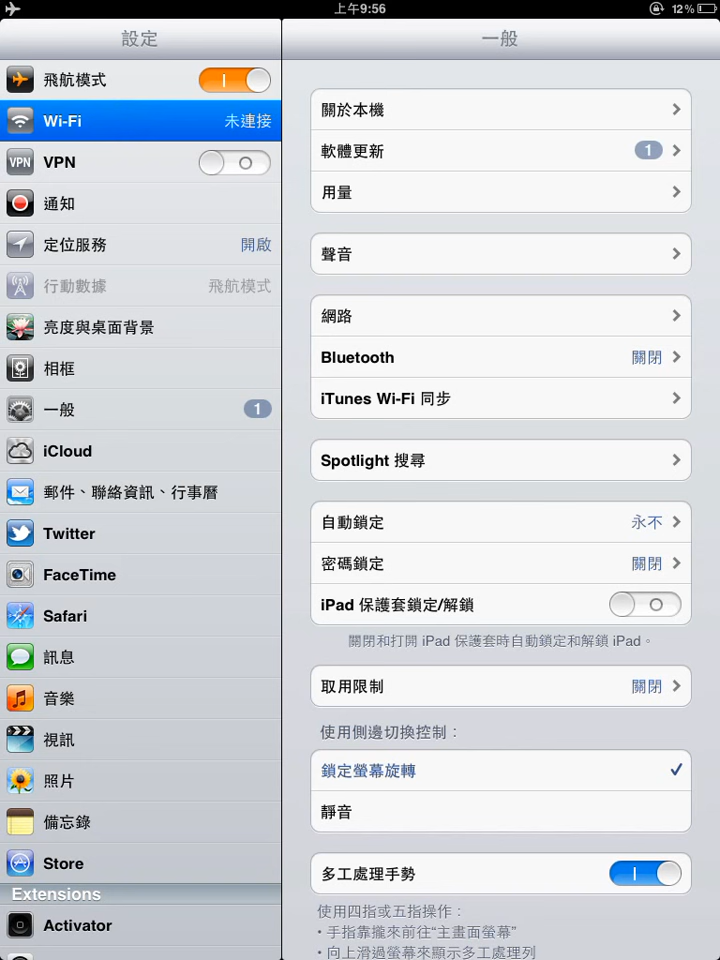 上午9:56
12%
設定
飛航模式
Wi-Fi 未連接
VPN VPN
通知
定位服務 開啟
行動數據 飛航模式
亮度與桌面背景
相框
一般 1
iCloud
郵件、聯絡資訊、行事曆
Twitter
FaceTime
Safari
訊息
音樂
視訊
照片
備忘錄
Store
Extensions
Activator
一般
關於本機
軟體更新 1
用量
聲音
網路
Bluetooth 關閉
iTunes Wi-Fi 同步
Spotlight 搜尋
自動鎖定 永不
密碼鎖定 關閉
iPad 保護套鎖定/解鎖
關閉和打開 iPad 保護套時自動鎖定和解鎖 iPad。
取用限制 關閉
使用側邊切換控制：
鎖定螢幕旋轉
靜音
多工處理手勢
使用四指或五指操作：
• 手指靠攏來前往“主畫面螢幕”
• 向上滑過螢幕來顯示多工處理列